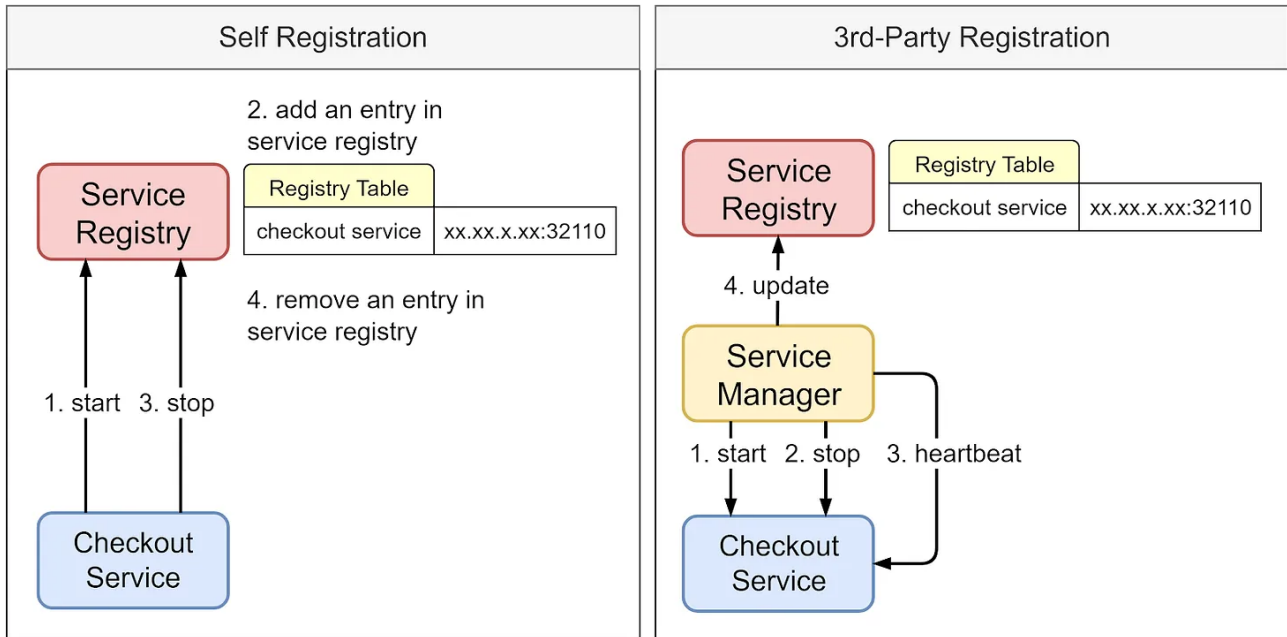 Self Registration
2. add an entry in
service registry
Service
Registry
Registry Table
checkout service
xx.xx.x.xx:32110
4. remove an entry in
service registry
1. start
3. stop
Checkout
Service
3rd-Party Registration
Service
Registry
Registry Table
checkout service
xx.xx.x.xx:32110
4. update
Service
Manager
1. start
2. stop
3. heartbeat
Checkout
Service